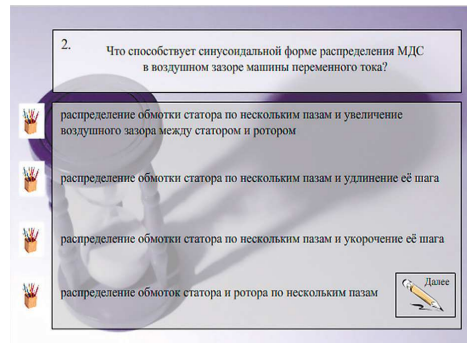 2.
Что способствует синусоидальной форме распределения МДС
в воздушном зазоре машины переменного тока?
распределение обмотки статора по нескольким пазам и увеличение
воздушного зазора между статором и ротором
распределение обмотки статора по нескольким пазам и удлинение её шага
распределение обмотки статора по нескольким пазам и укорочение её шага
распределение обмоток статора и ротора по нескольким пазам
Далее